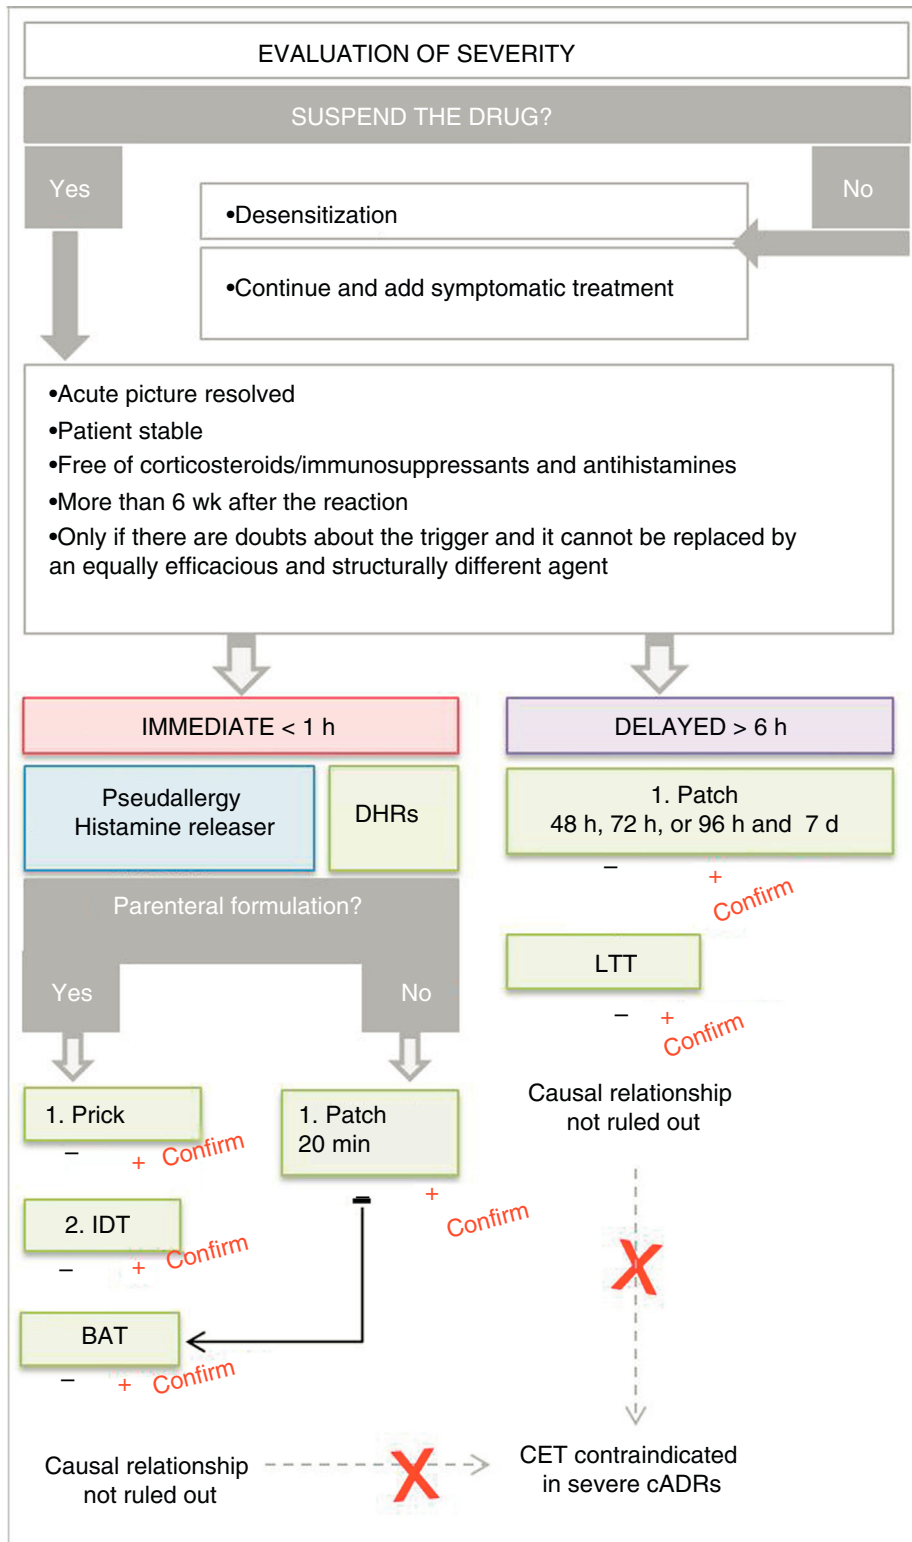 EVALUATION OF SEVERITY
SUSPEND THE DRUG?
Yes
No
•Desensitization
•Continue and add symptomatic treatment
•Acute picture resolved
•Patient stable
•Free of corticosteroids/immunosuppressants and antihistamines
•More than 6 wk after the reaction
•Only if there are doubts about the trigger and it cannot be replaced by
an equally efficacious and structurally different agent
IMMEDIATE < 1 h
Pseudallergy
Histamine releaser
DHRs
Parenteral formulation?
Yes
No
1. Prick
– + Confirm
2. IDT
– + Confirm
1. Patch
20 min
– + Confirm
BAT
– + Confirm
Causal relationship
not ruled out
DELAYED > 6 h
1. Patch
48 h, 72 h, or 96 h and 7 d
– + Confirm
LTT
– + Confirm
Causal relationship
not ruled out
X
X
CET contraindicated
in severe cADRs